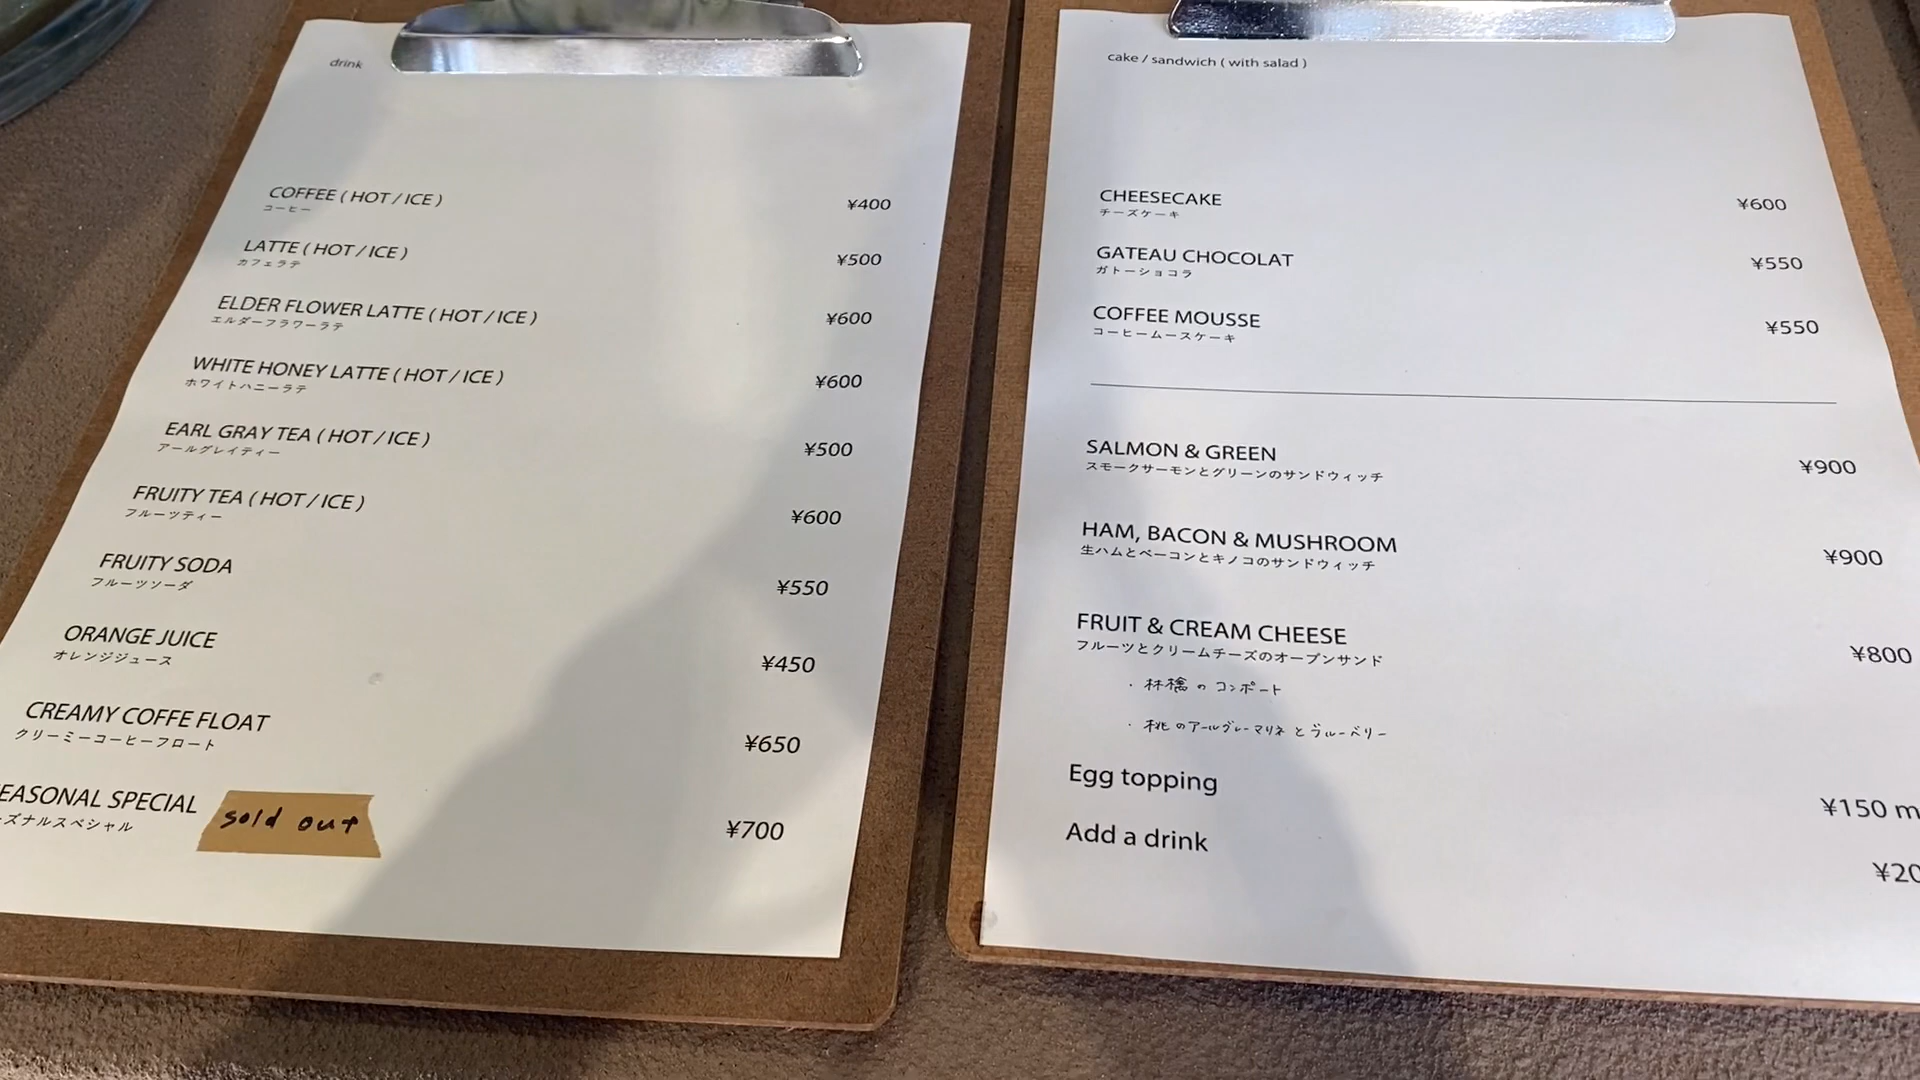 drink
COFFEE ( HOT / ICE ) ¥400
コーヒー
LATTE ( HOT / ICE ) ¥500
カフェラテ
ELDER FLOWER LATTE ( HOT / ICE ) ¥600
エルダーフラワーラテ
WHITE HONEY LATTE ( HOT / ICE ) ¥600
ホワイトハニーラテ
EARL GRAY TEA ( HOT / ICE ) ¥500
アールグレイティー
FRUITY TEA ( HOT / ICE ) ¥600
フルーツティー
FRUITY SODA ¥550
フルーツソーダ
ORANGE JUICE ¥450
オレンジジュース
CREAMY COFFE FLOAT ¥650
クリーミーコーヒーフロート
EASONAL SPECIAL sold out ¥700
ーズナルスペシャル
cake / sandwich ( with salad )
CHEESECAKE ¥600
チーズケーキ
GATEAU CHOCOLAT ¥550
ガトーショコラ
COFFEE MOUSSE ¥550
コーヒームースケーキ
SALMON & GREEN ¥900
スモークサーモンとグリーンのサンドウィッチ
HAM, BACON & MUSHROOM ¥900
生ハムとベーコンとキノコのサンドウィッチ
FRUIT & CREAM CHEESE ¥800
フルーツとクリームチーズのオープンサンド
・林檎のコンポート
・桃のアールグレーマリネとブルーベリー
Egg topping ¥150 m
Add a drink ¥20